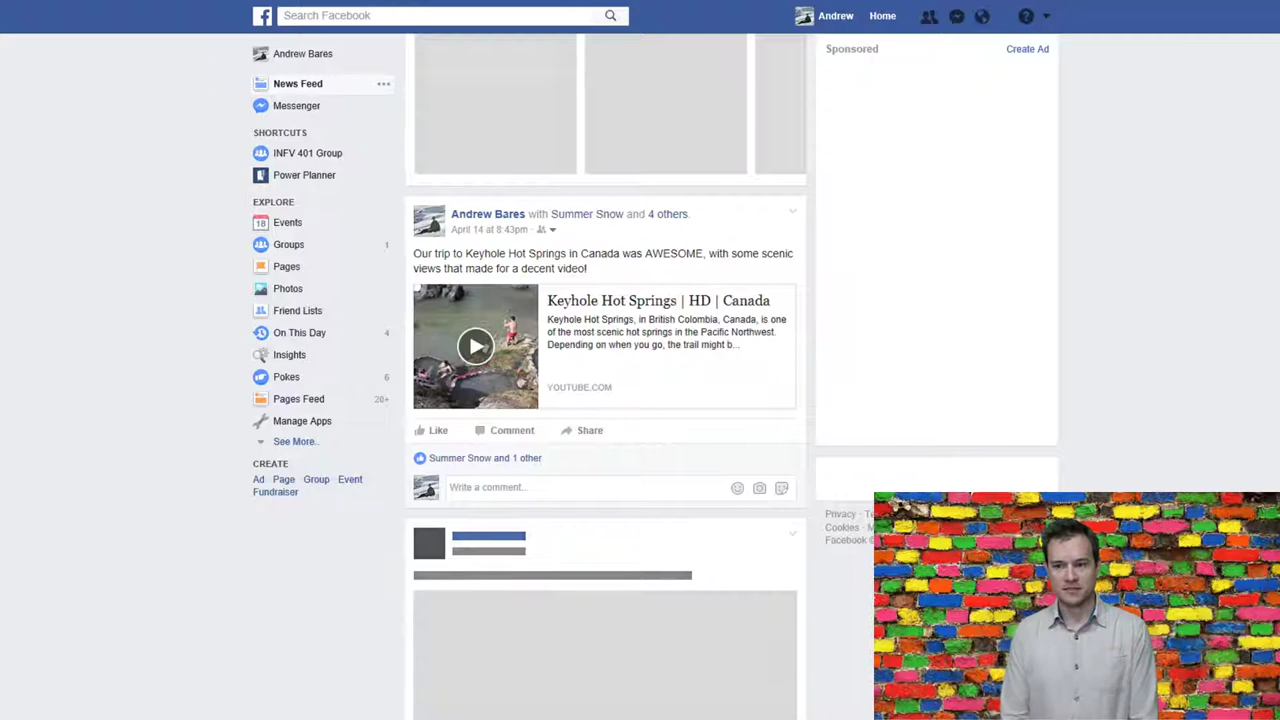 Search Facebook
Andrew
Home
Andrew Bares
News Feed
Messenger
SHORTCUTS
INFV 401 Group
Power Planner
EXPLORE
18 Events
Groups 1
Pages
Photos
Friend Lists
On This Day 4
Insights
Pokes 6
Pages Feed 20+
Manage Apps
See More..
CREATE
Ad Page Group Event
Fundraiser
Andrew Bares with Summer Snow and 4 others.
April 14 at 8:43pm ·
Our trip to Keyhole Hot Springs in Canada was AWESOME, with some scenic
views that made for a decent video!
Keyhole Hot Springs | HD | Canada
Keyhole Hot Springs, in British Colombia, Canada, is one
of the most scenic hot springs in the Pacific Northwest.
Depending on when you go, the trail might b...
YOUTUBE.COM
Like Comment Share
Summer Snow and 1 other
Write a comment...
Sponsored Create Ad
Privacy ·
Cookies ·
Facebook ©